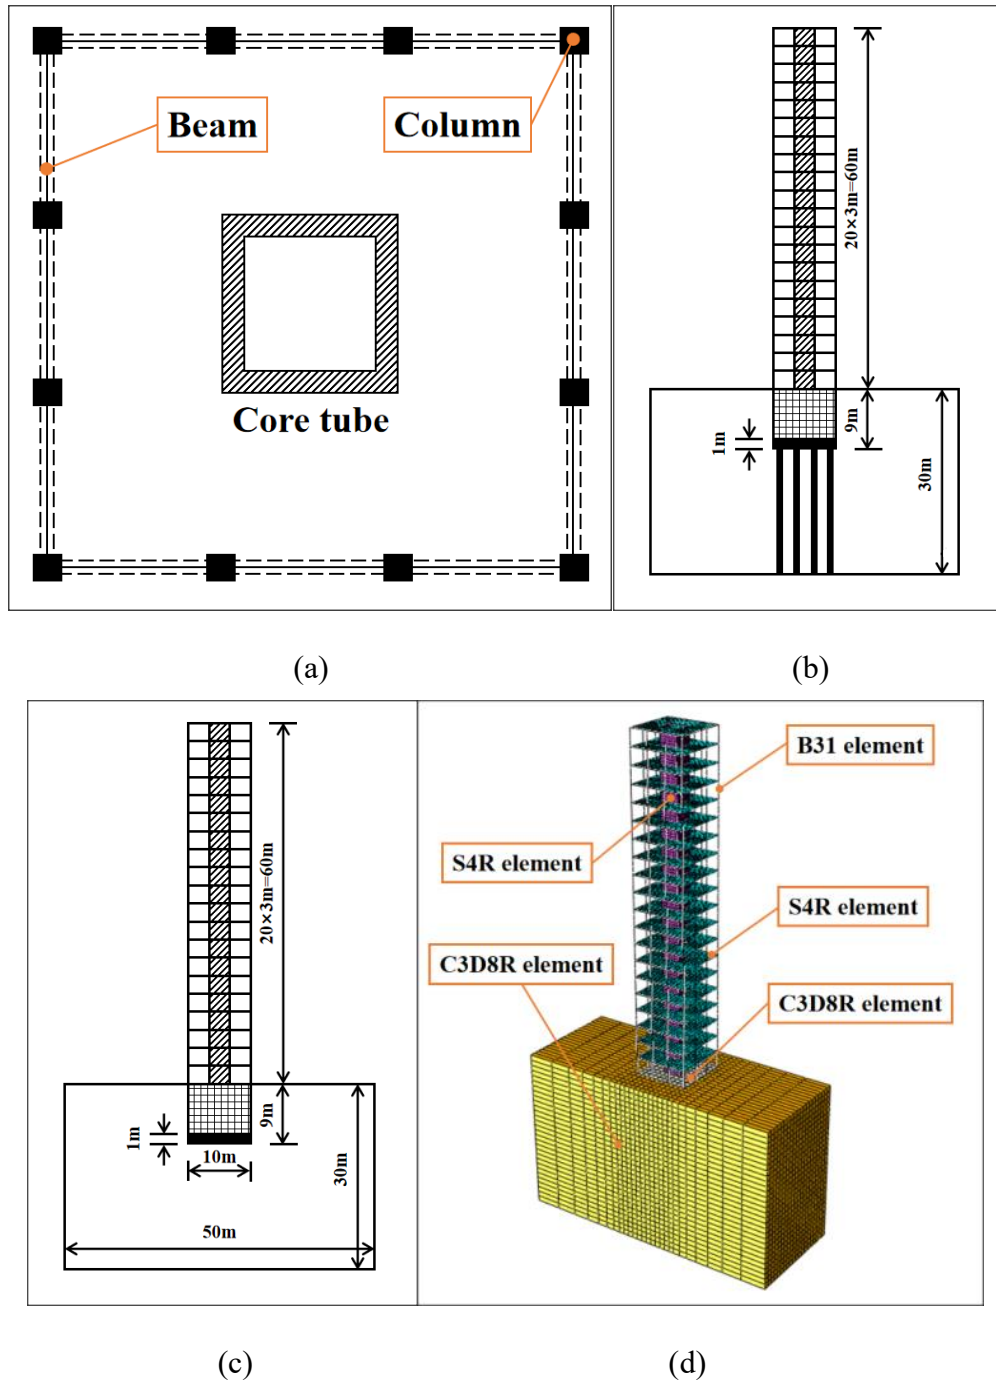 Beam
Column
Core tube
20×3m=60m
1m
9m
30m
(a)
(b)
20×3m=60m
1m
9m
10m
30m
50m
B31 element
S4R element
S4R element
C3D8R element
C3D8R element
(c)
(d)